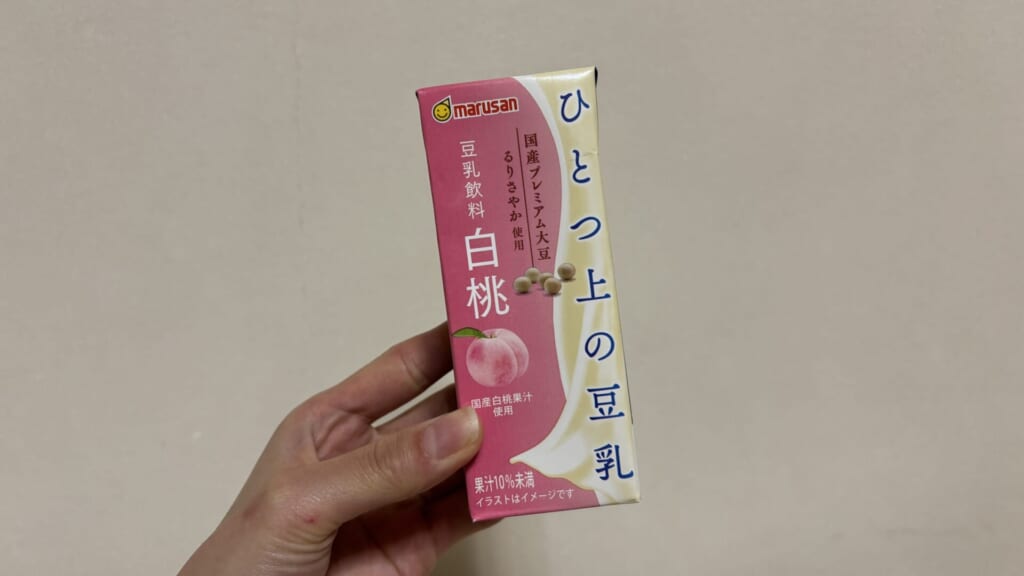 marusan
ひとつ上の豆乳
国産プレミアム大豆
るりさやか使用
豆乳飲料
白桃
国産白桃果汁
使用
果汁10%未満
イラストはイメージです